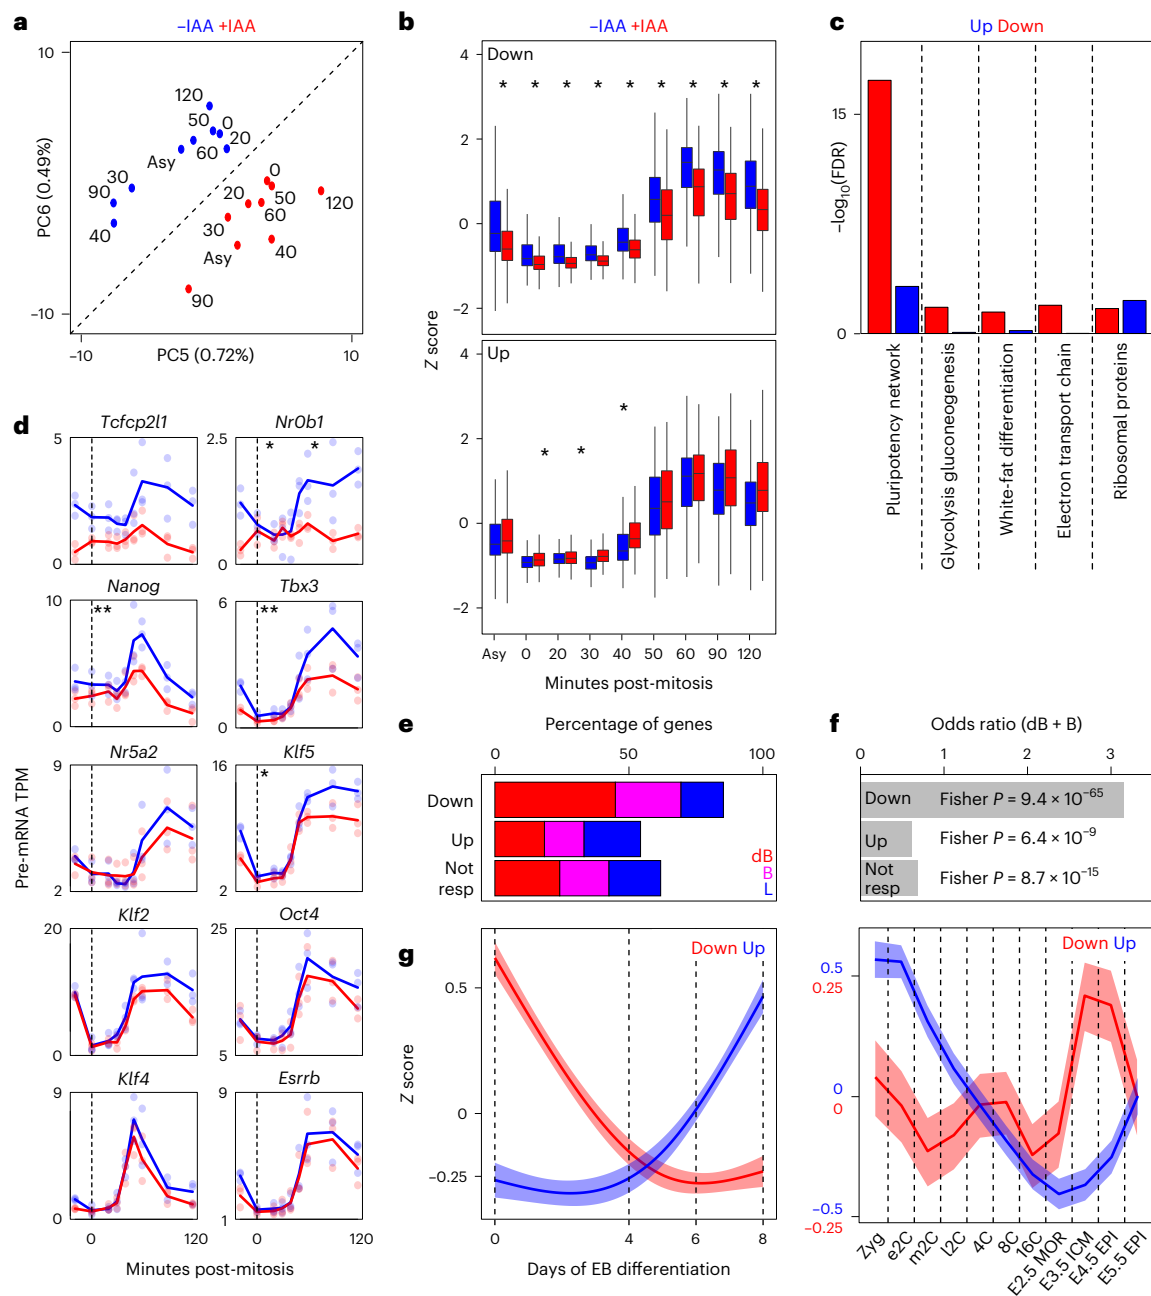 a
–IAA +IAA
10
120
50
0
20
60
Asy
30
90
40
0
50
20
60
120
30
Asy
40
90
–10
PC6 (0.49%)
–10
10
PC5 (0.72%)
b
–IAA +IAA
Down
* * * * * * * * *
4
2
0
–2
Z score
Up
* * *
4
2
0
–2
Asy 0 20 30 40 50 60 90 120
Minutes post-mitosis
c
Up Down
15
0
–log10(FDR)
Pluripotency network
Glycolysis gluconeogenesis
White-fat differentiation
Electron transport chain
Ribosomal proteins
d
Tcfcp2l1
5
0
Nr0b1
2.5
0
* *
Nanog
10
0
**
Tbx3
6
0
**
Nr5a2
9
2
Klf5
16
2
*
Klf2
20
0
Oct4
25
5
Klf4
9
0
Esrrb
9
1
Pre-mRNA TPM
0 120
0 120
Minutes post-mitosis
e
Percentage of genes
0 50 100
Down
Up
Not
resp
dB
B
L
f
Odds ratio (dB + B)
0 1 2 3
Down Fisher P = 9.4 × 10–65
Up Fisher P = 6.4 × 10–9
Not
resp
Fisher P = 8.7 × 10–15
g
Down Up
0.5
0
–0.25
Z score
0 4 6 8
Days of EB differentiation
Down Up
0.5
0.25
0
0
–0.5
–0.25
Zyg
e2C
m2C
l2C
4C
8C
16C
E2.5 MOR
E3.5 ICM
E4.5 EPI
E5.5 EPI